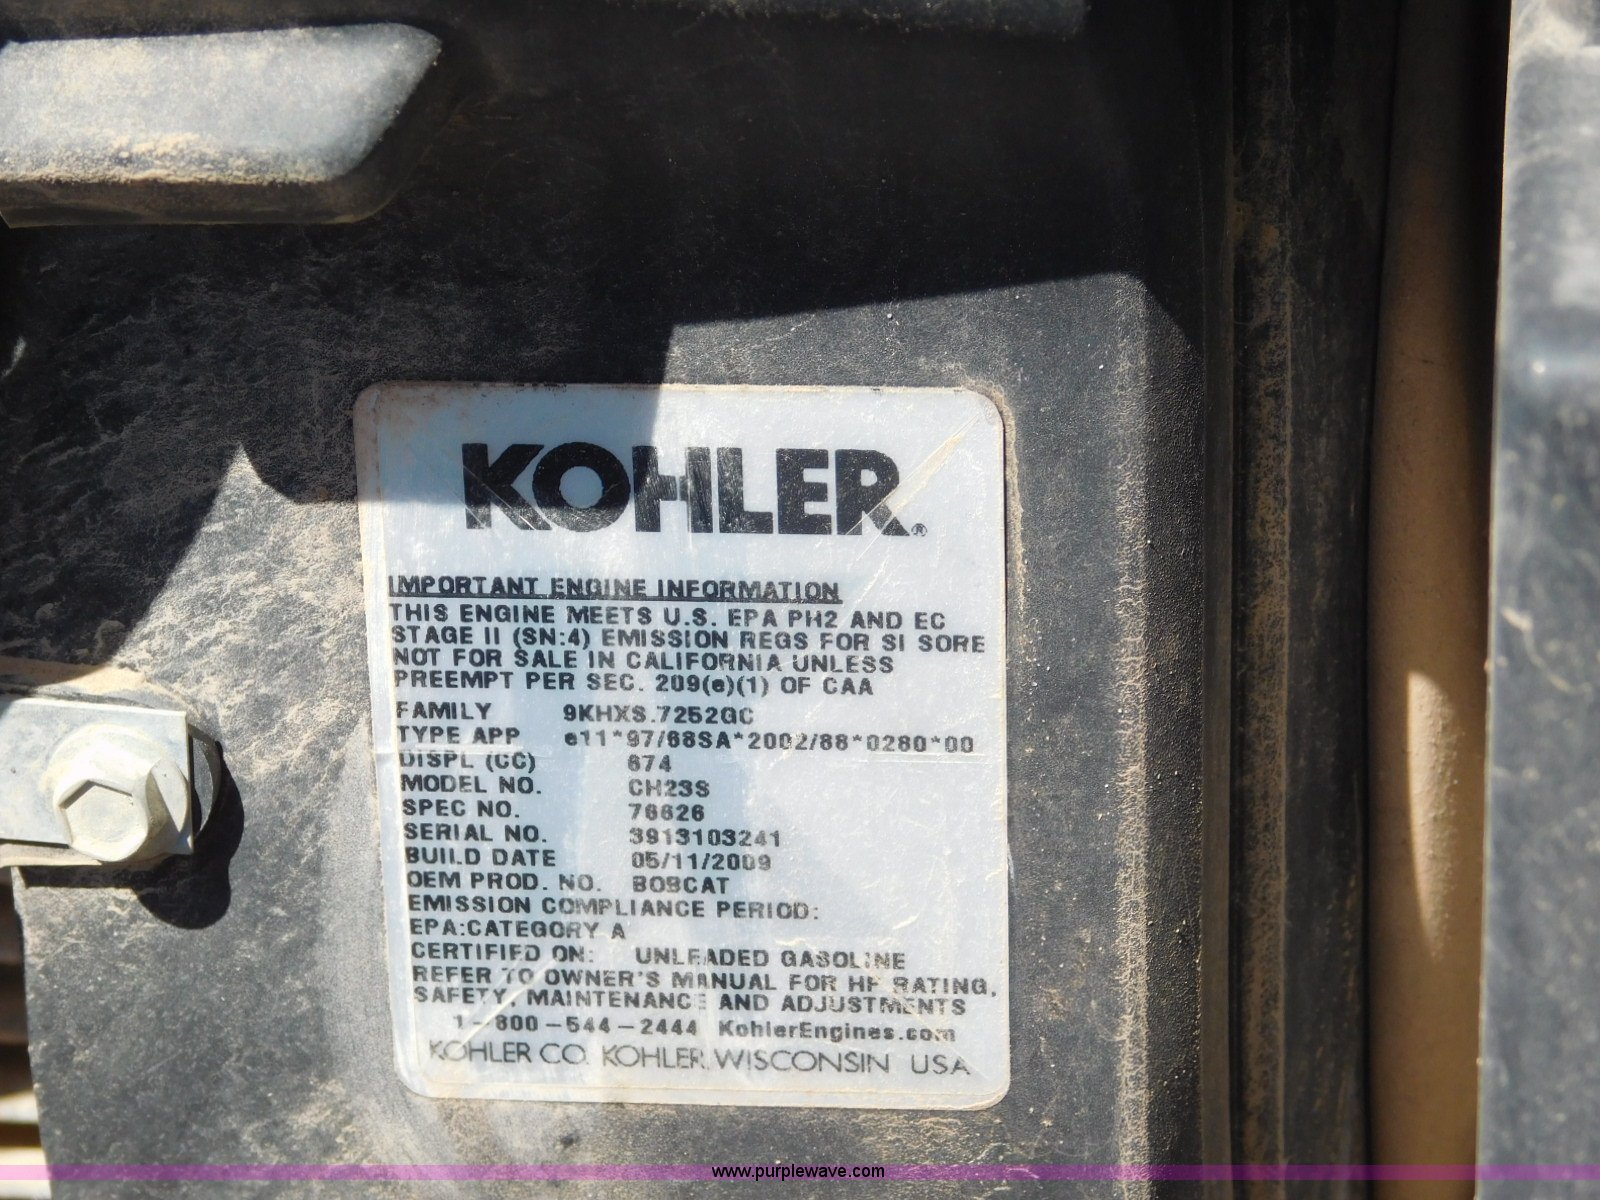 KOHLER®
IMPORTANT ENGINE INFORMATION
THIS ENGINE MEETS U.S. EPA PH2 AND EC
STAGE II (SN:4) EMISSION REGS FOR SI SORE
NOT FOR SALE IN CALIFORNIA UNLESS
PREEMPT PER SEC. 209(e)(1) OF CAA
FAMILY 9KHXS.7252GC
TYPE APP e11*97/68SA*2002/88*0280*00
DISPL (CC) 674
MODEL NO. CH23S
SPEC NO. 76626
SERIAL NO. 3913103241
BUILD DATE 05/11/2009
OEM PROD. NO. BOBCAT
EMISSION COMPLIANCE PERIOD:
EPA:CATEGORY A
CERTIFIED ON: UNLEADED GASOLINE
REFER TO OWNER'S MANUAL FOR HP RATING,
SAFETY, MAINTENANCE AND ADJUSTMENTS
1-800-544-2444 KohlerEngines.com
KOHLER CO. KOHLER, WISCONSIN USA
www.purplewave.com